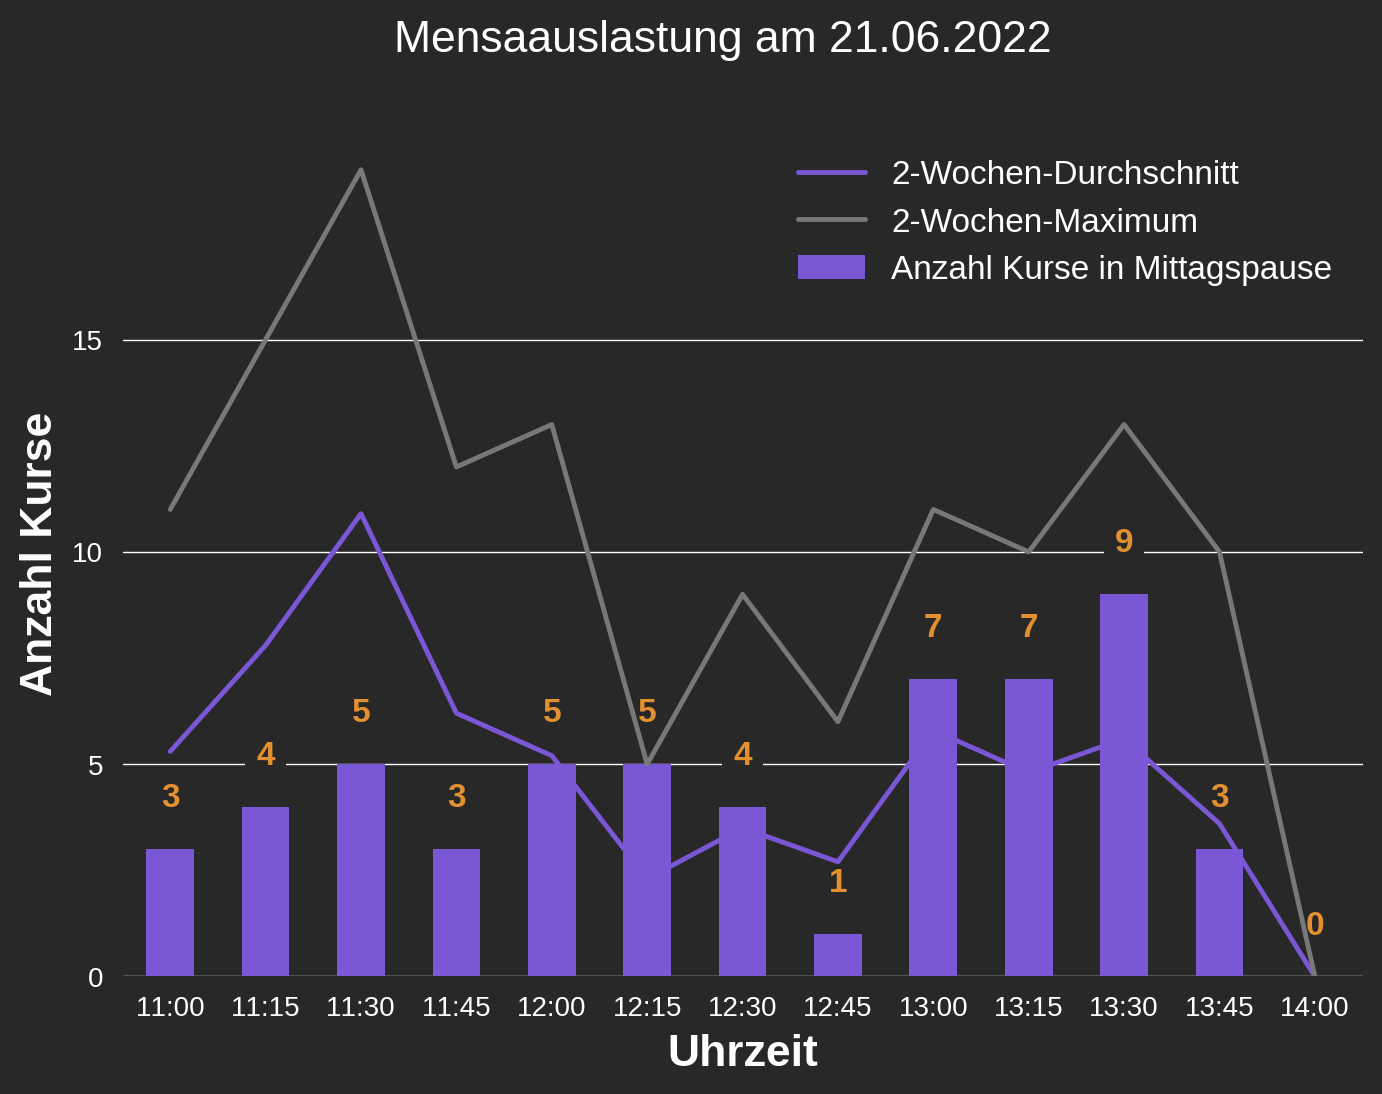 Mensaauslastung am 21.06.2022
2-Wochen-Durchschnitt
2-Wochen-Maximum
Anzahl Kurse in Mittagspause
Anzahl Kurse
15
10
5
0
3
4
5
3
5
5
4
1
7
7
9
3
0
11:00 11:15 11:30 11:45 12:00 12:15 12:30 12:45 13:00 13:15 13:30 13:45 14:00
Uhrzeit